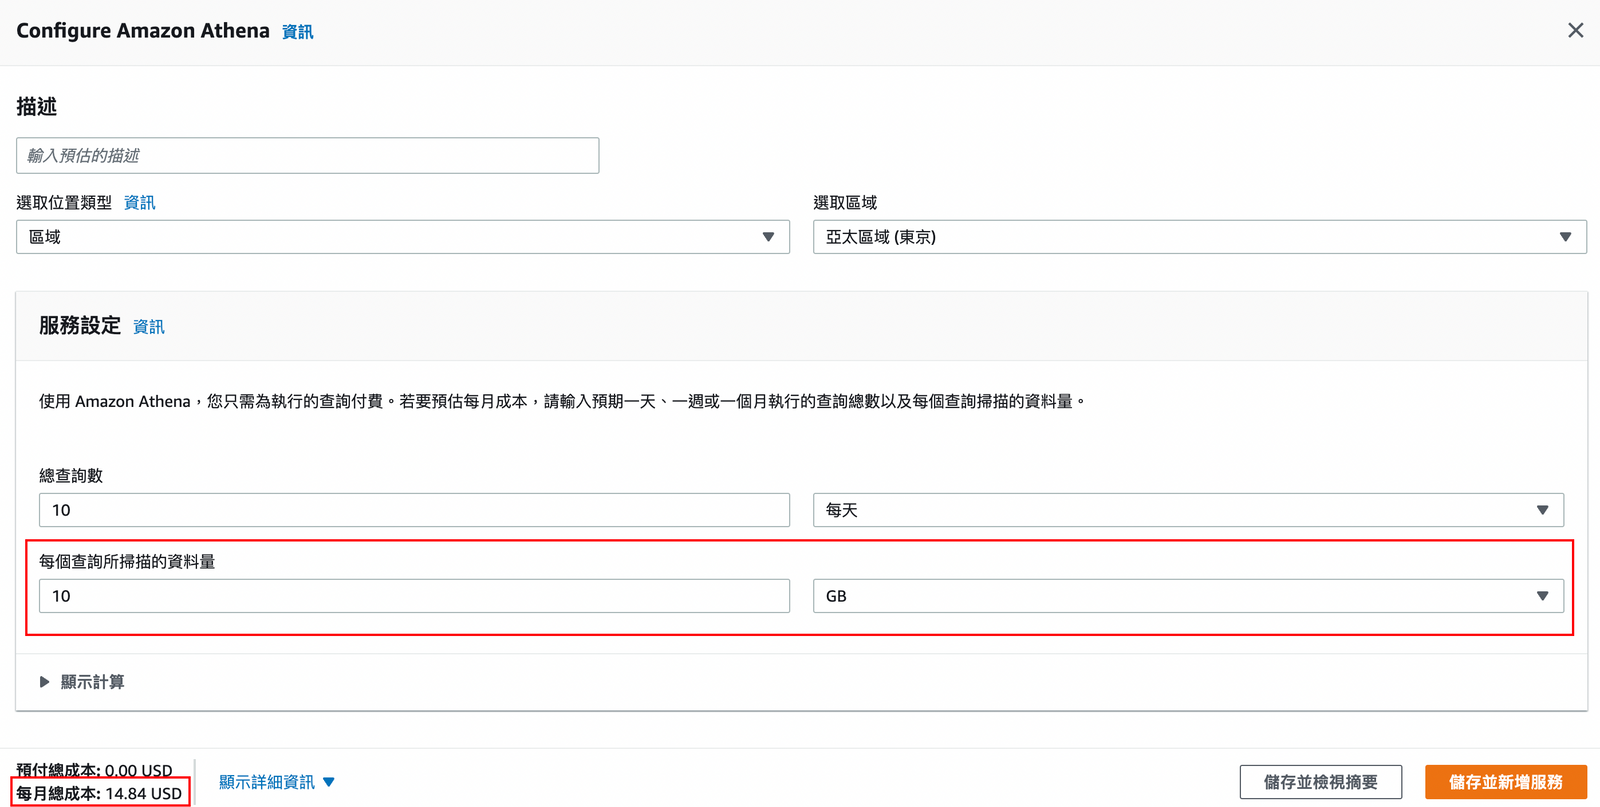 Configure Amazon Athena 資訊
描述
輸入預估的描述
選取位置類型 資訊
選取區域
區域
亞太區域 (東京)
服務設定 資訊
使用 Amazon Athena，您只需為執行的查詢付費。若要預估每月成本，請輸入預期一天、一週或一個月執行的查詢總數以及每個查詢掃描的資料量。
總查詢數
10
每天
每個查詢所掃描的資料量
10
GB
顯示計算
預付總成本: 0.00 USD
每月總成本: 14.84 USD
顯示詳細資訊
儲存並檢視摘要
儲存並新增服務